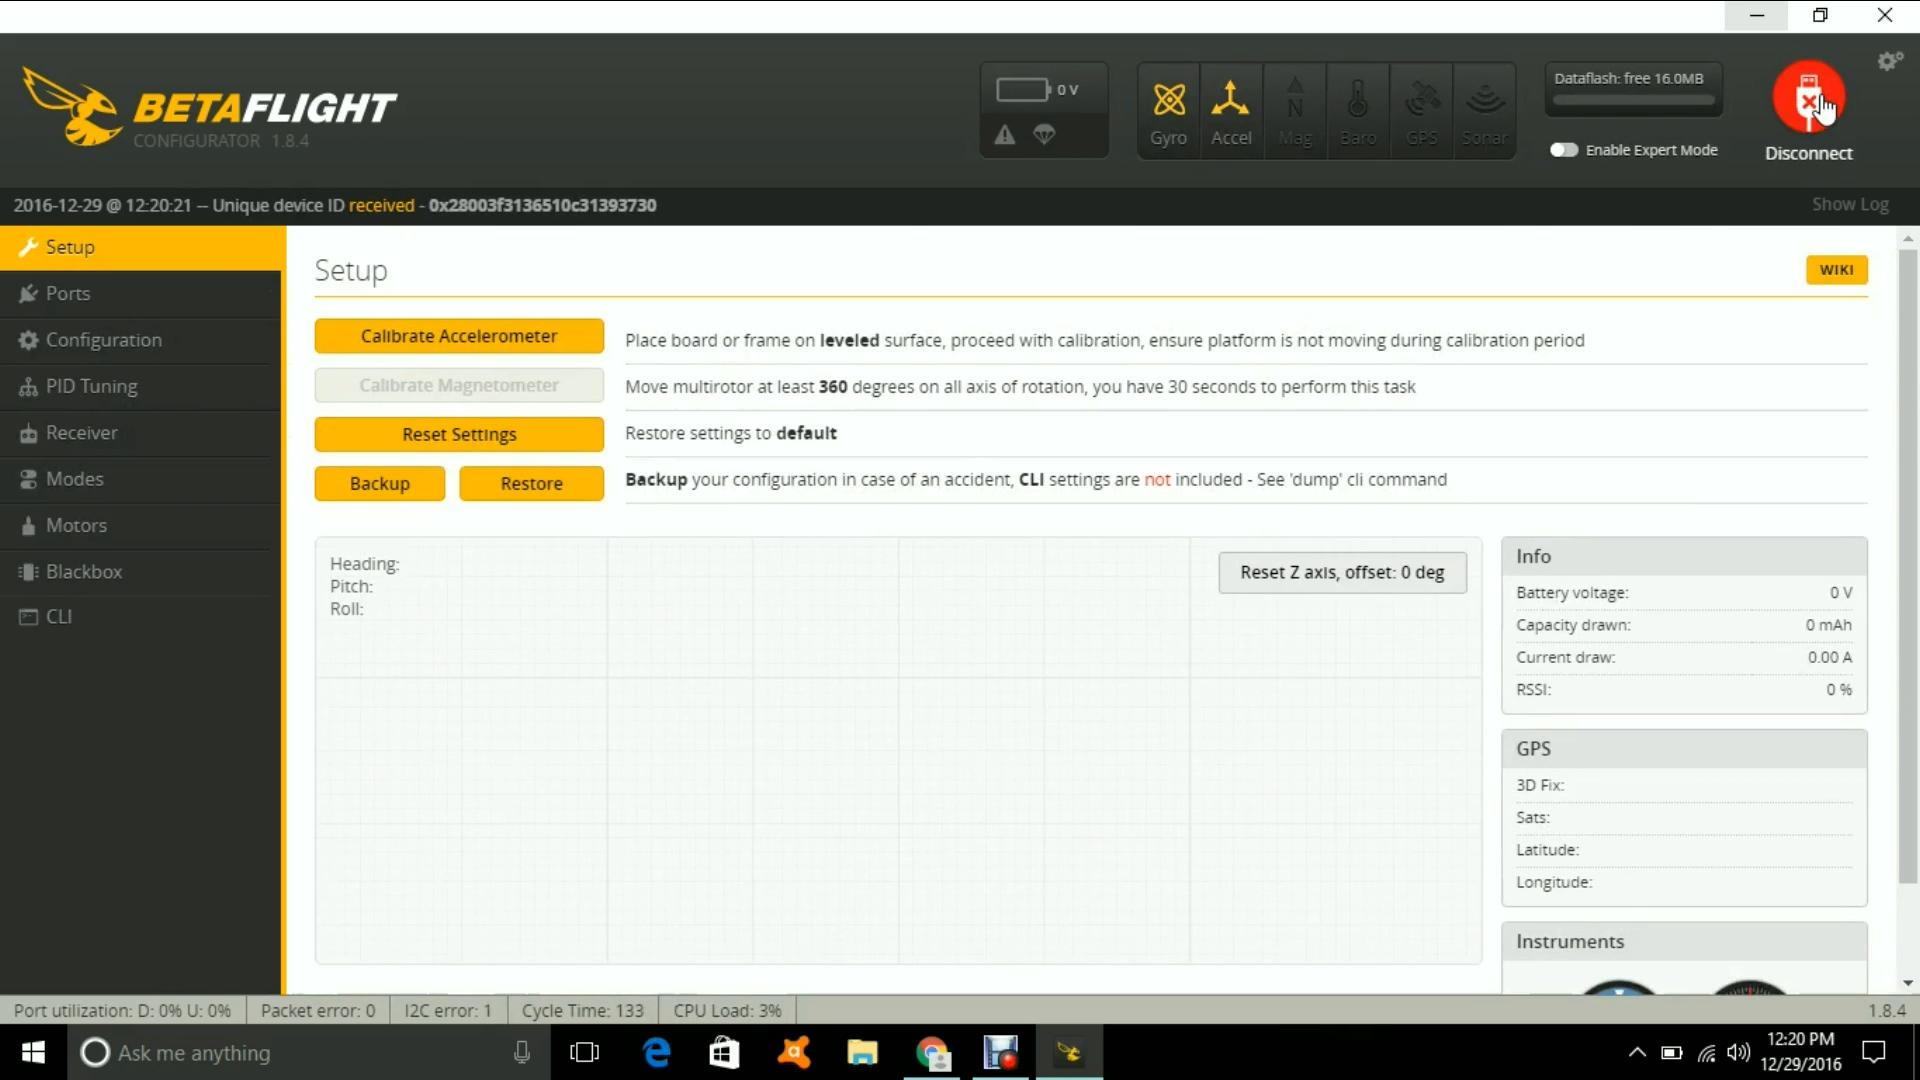 BETAFLIGHT
CONFIGURATOR 1.8.4
0 V
Gyro
Accel
Mag
Baro
GPS
Sonar
Dataflash: free 16.0MB
Enable Expert Mode
Disconnect
2016-12-29 @ 12:20:21 -- Unique device ID received - 0x28003f3136510c31393730
Show Log
Setup
Ports
Configuration
PID Tuning
Receiver
Modes
Motors
Blackbox
CLI
Setup
WIKI
Calibrate Accelerometer
Place board or frame on leveled surface, proceed with calibration, ensure platform is not moving during calibration period
Calibrate Magnetometer
Move multirotor at least 360 degrees on all axis of rotation, you have 30 seconds to perform this task
Reset Settings
Restore settings to default
Backup
Restore
Backup your configuration in case of an accident, CLI settings are not included - See 'dump' cli command
Heading:
Pitch:
Roll:
Reset Z axis, offset: 0 deg
Info
Battery voltage: 0 V
Capacity drawn: 0 mAh
Current draw: 0.00 A
RSSI: 0 %
GPS
3D Fix:
Sats:
Latitude:
Longitude:
Instruments
Port utilization: D: 0% U: 0%
Packet error: 0
I2C error: 1
Cycle Time: 133
CPU Load: 3%
1.8.4
Ask me anything
12:20 PM
12/29/2016